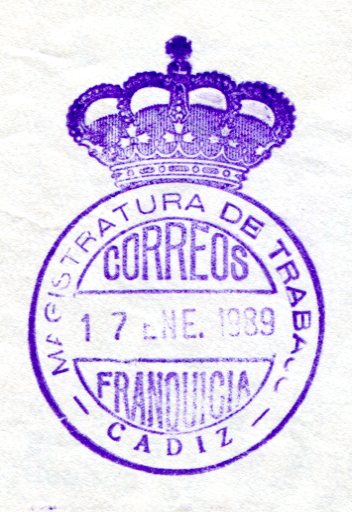 MAGISTRATURA DE TRABAJO
CORREOS
17 ENE. 1989
FRANQUICIA
- CADIZ -